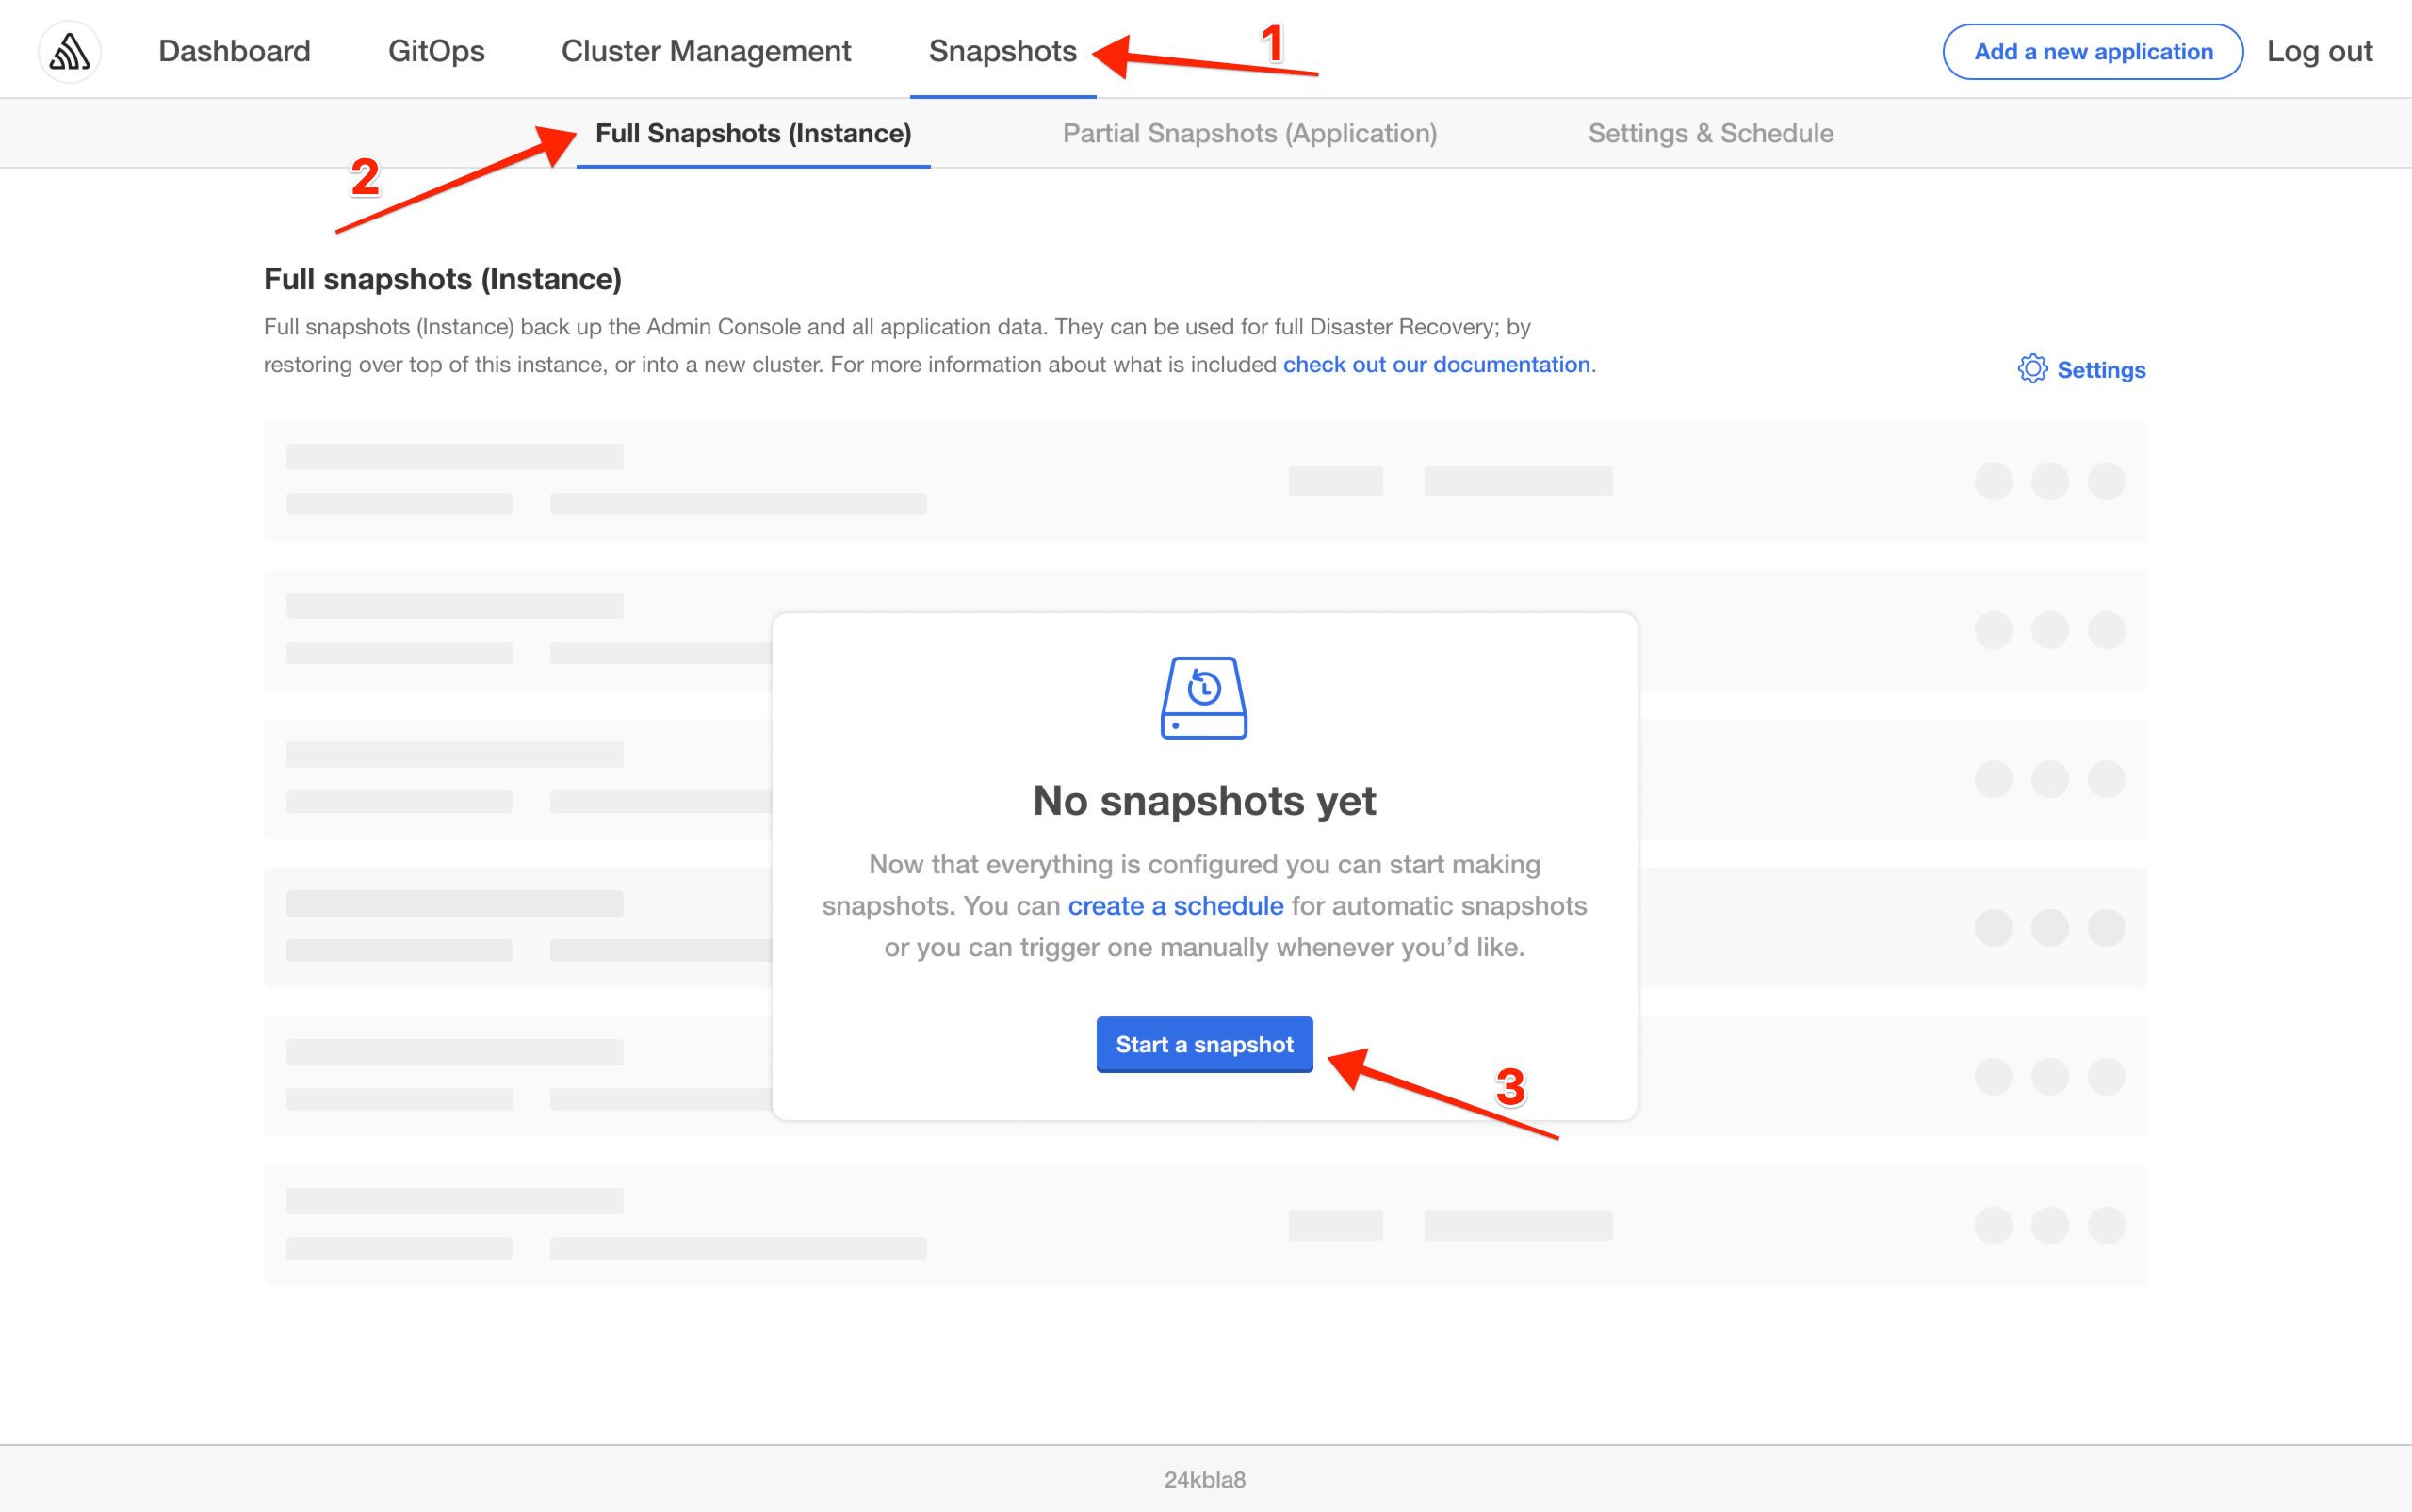 Dashboard GitOps Cluster Management Snapshots 1 Add a new application Log out
Full Snapshots (Instance) Partial Snapshots (Application) Settings & Schedule
2
Full snapshots (Instance)
Full snapshots (Instance) back up the Admin Console and all application data. They can be used for full Disaster Recovery; by
restoring over top of this instance, or into a new cluster. For more information about what is included check out our documentation.
Settings
No snapshots yet
Now that everything is configured you can start making
snapshots. You can create a schedule for automatic snapshots
or you can trigger one manually whenever you’d like.
Start a snapshot
3
24kbla8